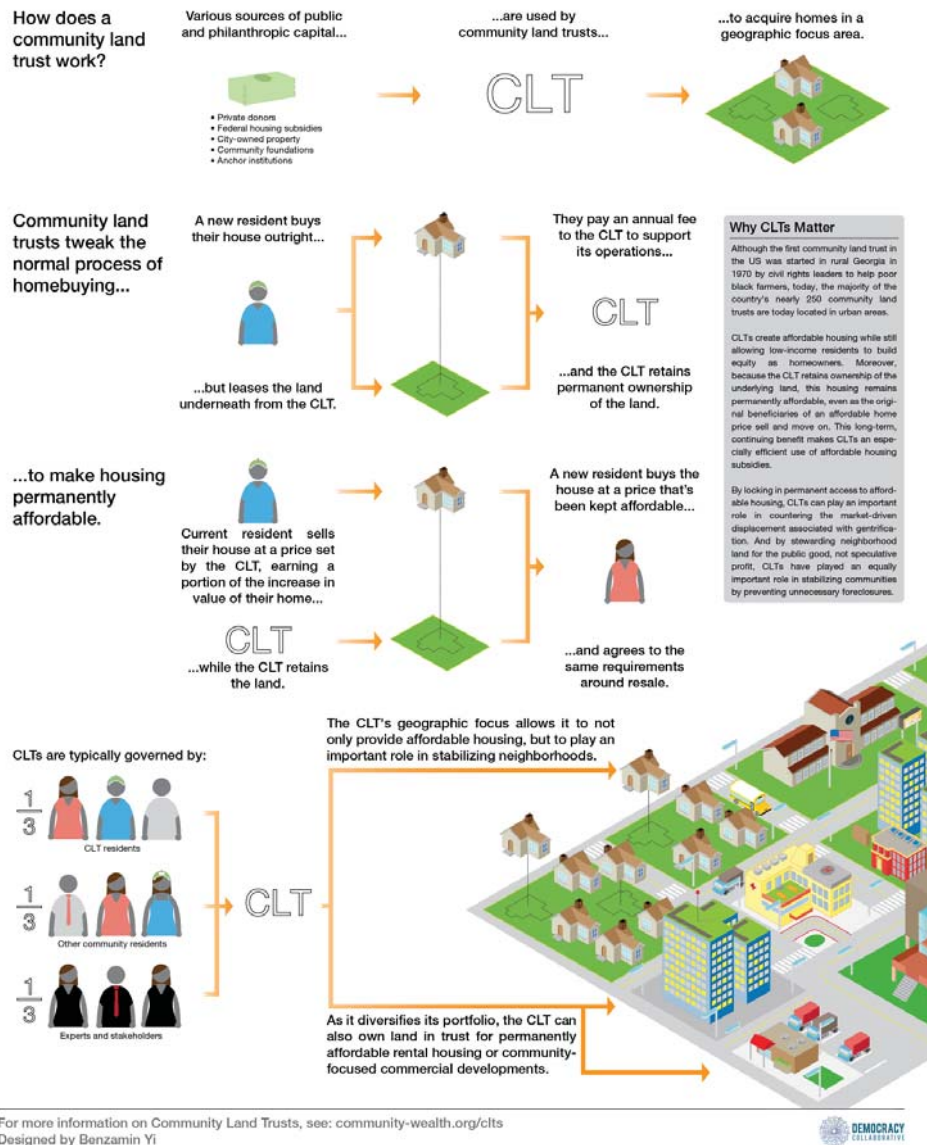 How does a
community land
trust work?
Various sources of public
and philanthropic capital...
• Private donors
• Federal housing subsidies
• City-owned property
• Community foundations
• Anchor institutions
...are used by
community land trusts...
CLT
...to acquire homes in a
geographic focus area.
Community land
trusts tweak the
normal process of
homebuying...
A new resident buys
their house outright...
...but leases the land
underneath from the CLT.
They pay an annual fee
to the CLT to support
its operations...
CLT
...and the CLT retains
permanent ownership
of the land.
Why CLTs Matter
Although the first community land trust in
the US was started in rural Georgia in
1970 by civil rights leaders to help poor
black farmers, today, the majority of the
country's nearly 250 community land
trusts are today located in urban areas.
CLTs create affordable housing while still
allowing low-income residents to build
equity as homeowners. Moreover,
because the CLT retains ownership of the
underlying land, this housing remains
permanently affordable, even as the origi-
nal beneficiaries of an affordable home
price sell and move on. This long-term,
continuing benefit makes CLTs an espe-
cially efficient use of affordable housing
subsidies.
By locking in permanent access to afford-
able housing, CLTs can play an important
role in countering the market-driven
displacement associated with gentrifica-
tion. And by stewarding neighborhood
land for the public good, not speculative
profit, CLTs have played an equally
important role in stabilizing communities
by preventing unnecessary foreclosures.
...to make housing
permanently
affordable.
Current resident sells
their house at a price set
by the CLT, earning a
portion of the increase in
value of their home...
CLT
...while the CLT retains
the land.
A new resident buys the
house at a price that's
been kept affordable...
...and agrees to the
same requirements
around resale.
CLTs are typically governed by:
1/3
CLT residents
1/3
Other community residents
1/3
Experts and stakeholders
CLT
The CLT's geographic focus allows it to not
only provide affordable housing, but to play an
important role in stabilizing neighborhoods.
As it diversifies its portfolio, the CLT can
also own land in trust for permanently
affordable rental housing or community-
focused commercial developments.
For more information on Community Land Trusts, see: community-wealth.org/clts
Designed by Benzamin Yi
DEMOCRACY
COLLABORATIVE